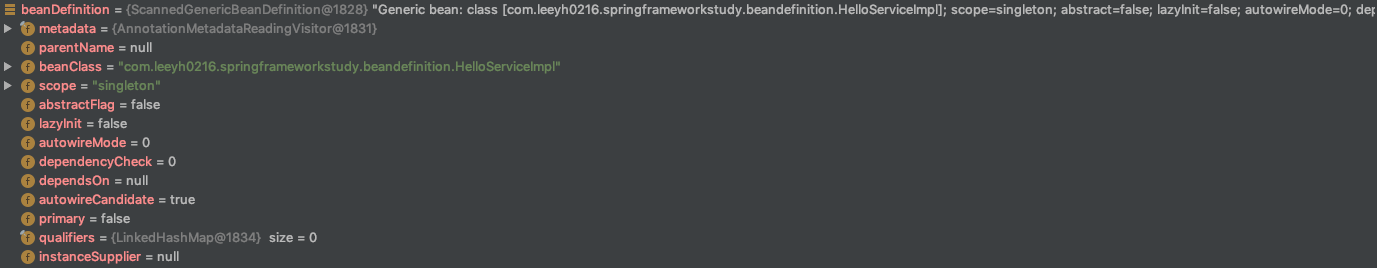 beanDefinition = {ScannedGenericBeanDefinition@1828} "Generic bean: class [com.leeyh0216.springframeworkstudy.beandefinition.HelloServiceImpl]; scope=singleton; abstract=false; lazyInit=false; autowireMode=0; dep
metadata = {AnnotationMetadataReadingVisitor@1831}
parentName = null
beanClass = "com.leeyh0216.springframeworkstudy.beandefinition.HelloServiceImpl"
scope = "singleton"
abstractFlag = false
lazyInit = false
autowireMode = 0
dependencyCheck = 0
dependsOn = null
autowireCandidate = true
primary = false
qualifiers = {LinkedHashMap@1834} size = 0
instanceSupplier = null